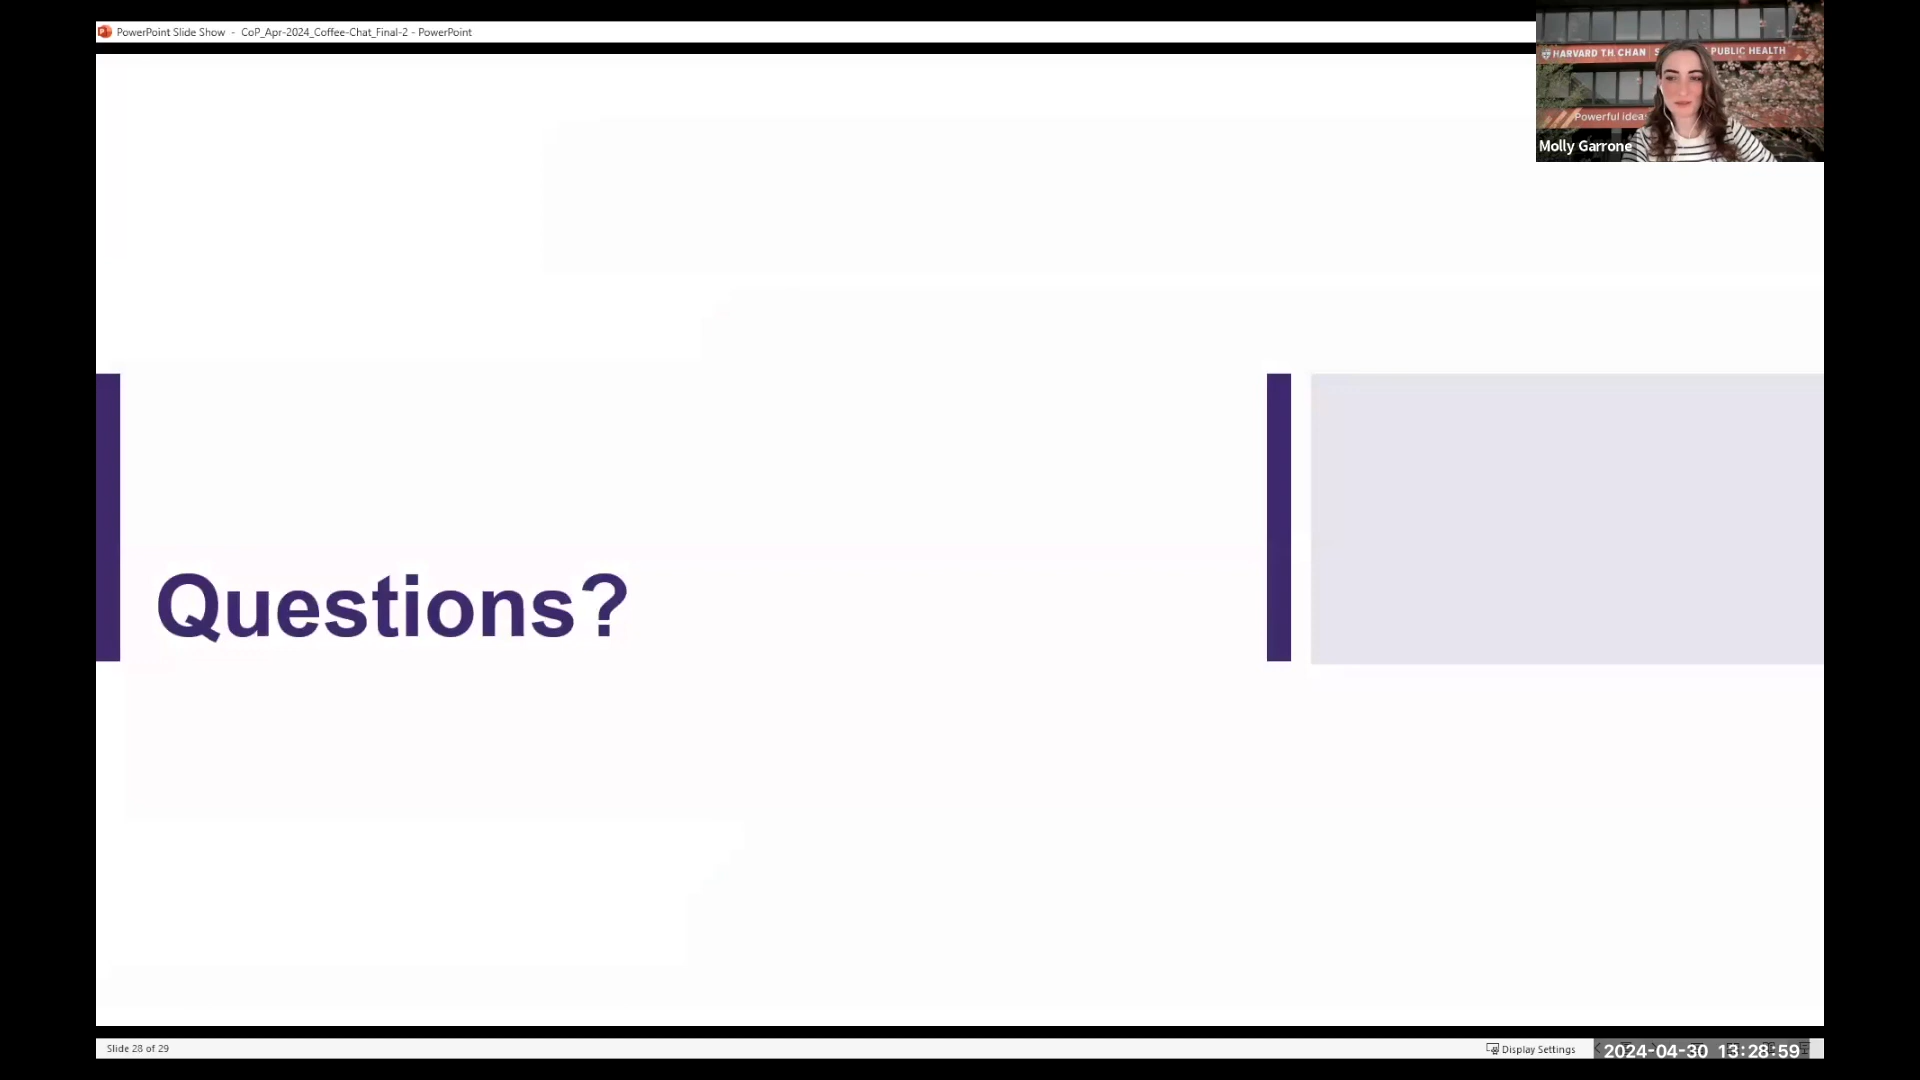 PowerPoint Slide Show - CoP_Apr-2024_Coffee-Chat_Final-2 - PowerPoint
HARVARD T.H. CHAN
PUBLIC HEALTH
Powerful idea
Molly Garrone
Questions?
Slide 28 of 29
Display Settings
2024-04-30 13:28:59